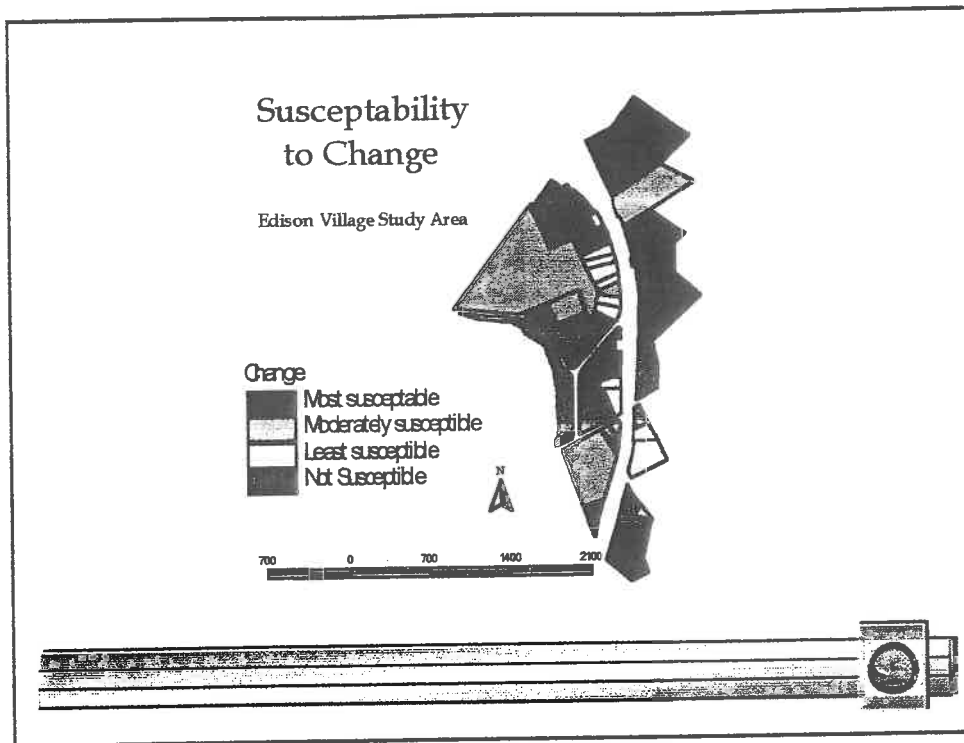 Susceptability
to Change
Edison Village Study Area
Change
Most susceptable
Moderately susceptible
Least susceptible
Not Susceptible
N
700 0 700 1400 2100